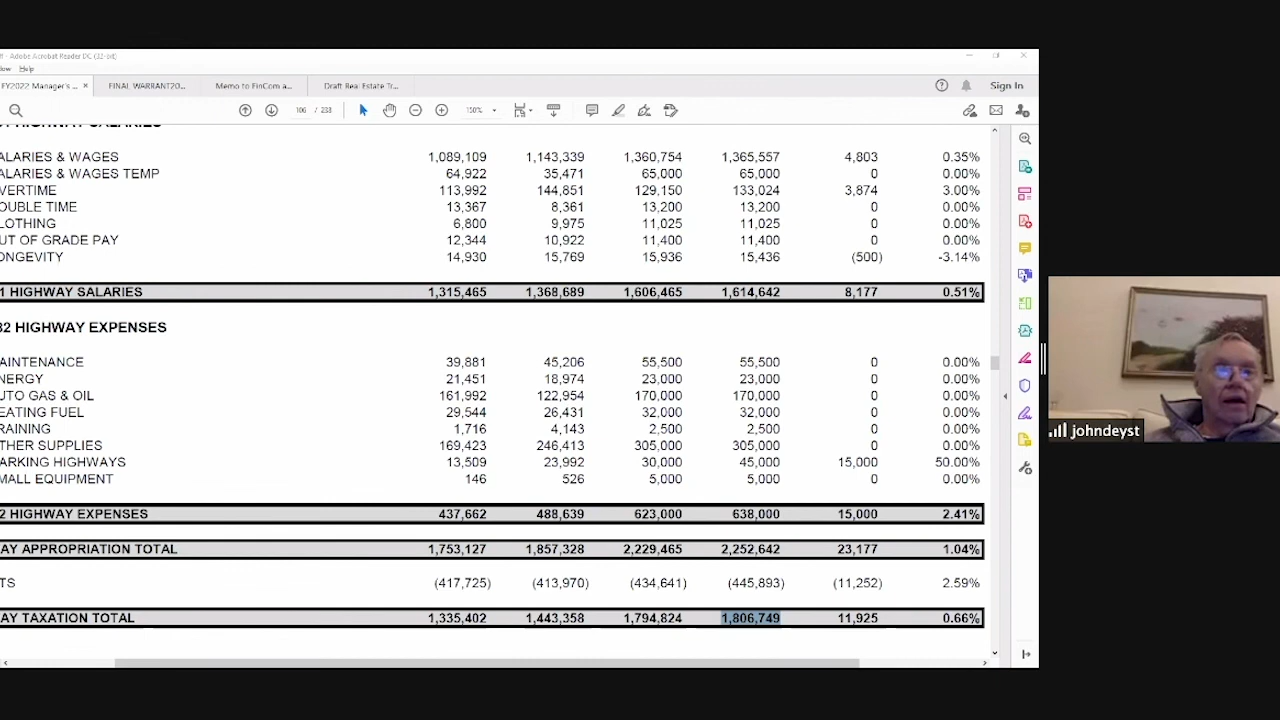 Adobe Acrobat Reader DC (32-bit)
Help
FY2022 Manager's ... × FINAL WARRANT20... Memo to FinCom a... Draft Real Estate Tr... Sign In
106 / 233 150%
HIGHWAY SALARIES
ALARIES & WAGES 1,089,109 1,143,339 1,360,754 1,365,557 4,803 0.35%
ALARIES & WAGES TEMP 64,922 35,471 65,000 65,000 0 0.00%
VERTIME 113,992 144,851 129,150 133,024 3,874 3.00%
OUBLE TIME 13,367 8,361 13,200 13,200 0 0.00%
LOTHING 6,800 9,975 11,025 11,025 0 0.00%
UT OF GRADE PAY 12,344 10,922 11,400 11,400 0 0.00%
ONGEVITY 14,930 15,769 15,936 15,436 (500) -3.14%
1 HIGHWAY SALARIES 1,315,465 1,368,689 1,606,465 1,614,642 8,177 0.51%
32 HIGHWAY EXPENSES
AINTENANCE 39,881 45,206 55,500 55,500 0 0.00%
NERGY 21,451 18,974 23,000 23,000 0 0.00%
UTO GAS & OIL 161,992 122,954 170,000 170,000 0 0.00%
EATING FUEL 29,544 26,431 32,000 32,000 0 0.00%
RAINING 1,716 4,143 2,500 2,500 0 0.00%
THER SUPPLIES 169,423 246,413 305,000 305,000 0 0.00%
ARKING HIGHWAYS 13,509 23,992 30,000 45,000 15,000 50.00%
MALL EQUIPMENT 146 526 5,000 5,000 0 0.00%
2 HIGHWAY EXPENSES 437,662 488,639 623,000 638,000 15,000 2.41%
AY APPROPRIATION TOTAL 1,753,127 1,857,328 2,229,465 2,252,642 23,177 1.04%
TS (417,725) (413,970) (434,641) (445,893) (11,252) 2.59%
AY TAXATION TOTAL 1,335,402 1,443,358 1,794,824 1,806,749 11,925 0.66%
johndeyst